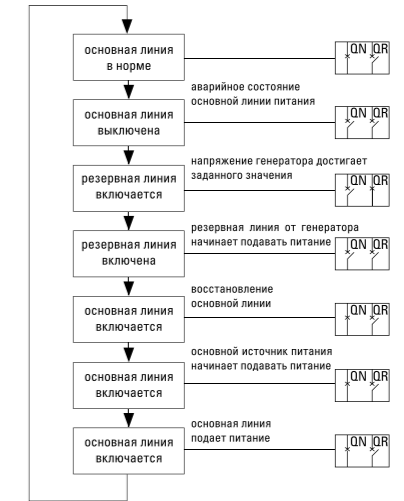 основная линия
в норме
QN QR
аварийное состояние
основной линии питания
основная линия
выключена
QN QR
напряжение генератора достигает
заданного значения
резервная линия
включается
QN QR
резервная линия от генератора
начинает подавать питание
резервная линия
включена
QN QR
восстановление
основной линии
основная линия
включается
QN QR
основной источник питания
начинает подавать питание
основная линия
включается
QN QR
основная линия
подает питание
основная линия
включается
QN QR